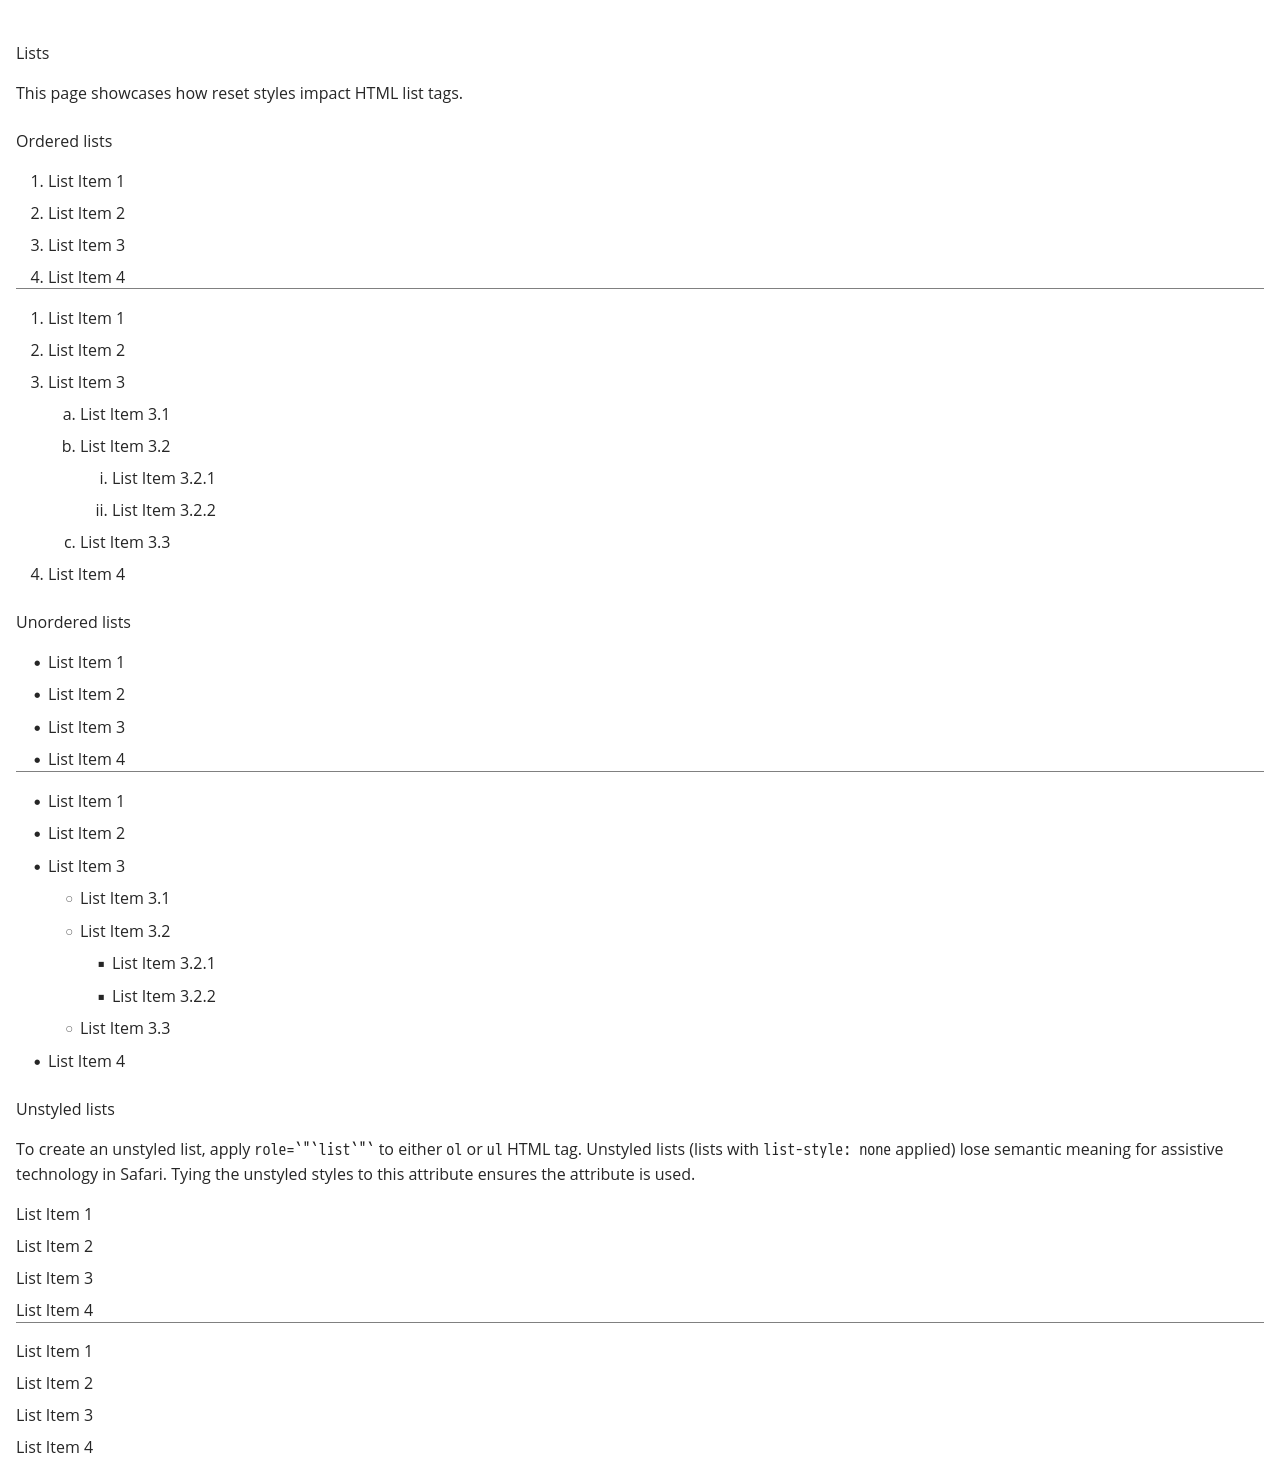 Lists
This page showcases how reset styles impact HTML list tags.
Ordered lists
1. List Item 1
2. List Item 2
3. List Item 3
4. List Item 4
1. List Item 1
2. List Item 2
3. List Item 3
a. List Item 3.1
b. List Item 3.2
i. List Item 3.2.1
ii. List Item 3.2.2
c. List Item 3.3
4. List Item 4
Unordered lists
• List Item 1
• List Item 2
• List Item 3
• List Item 4
• List Item 1
• List Item 2
• List Item 3
○ List Item 3.1
○ List Item 3.2
▪ List Item 3.2.1
▪ List Item 3.2.2
○ List Item 3.3
• List Item 4
Unstyled lists
To create an unstyled list, apply role=`"`list`"` to either ol or ul HTML tag. Unstyled lists (lists with list-style: none applied) lose semantic meaning for assistive
technology in Safari. Tying the unstyled styles to this attribute ensures the attribute is used.
List Item 1
List Item 2
List Item 3
List Item 4
List Item 1
List Item 2
List Item 3
List Item 4